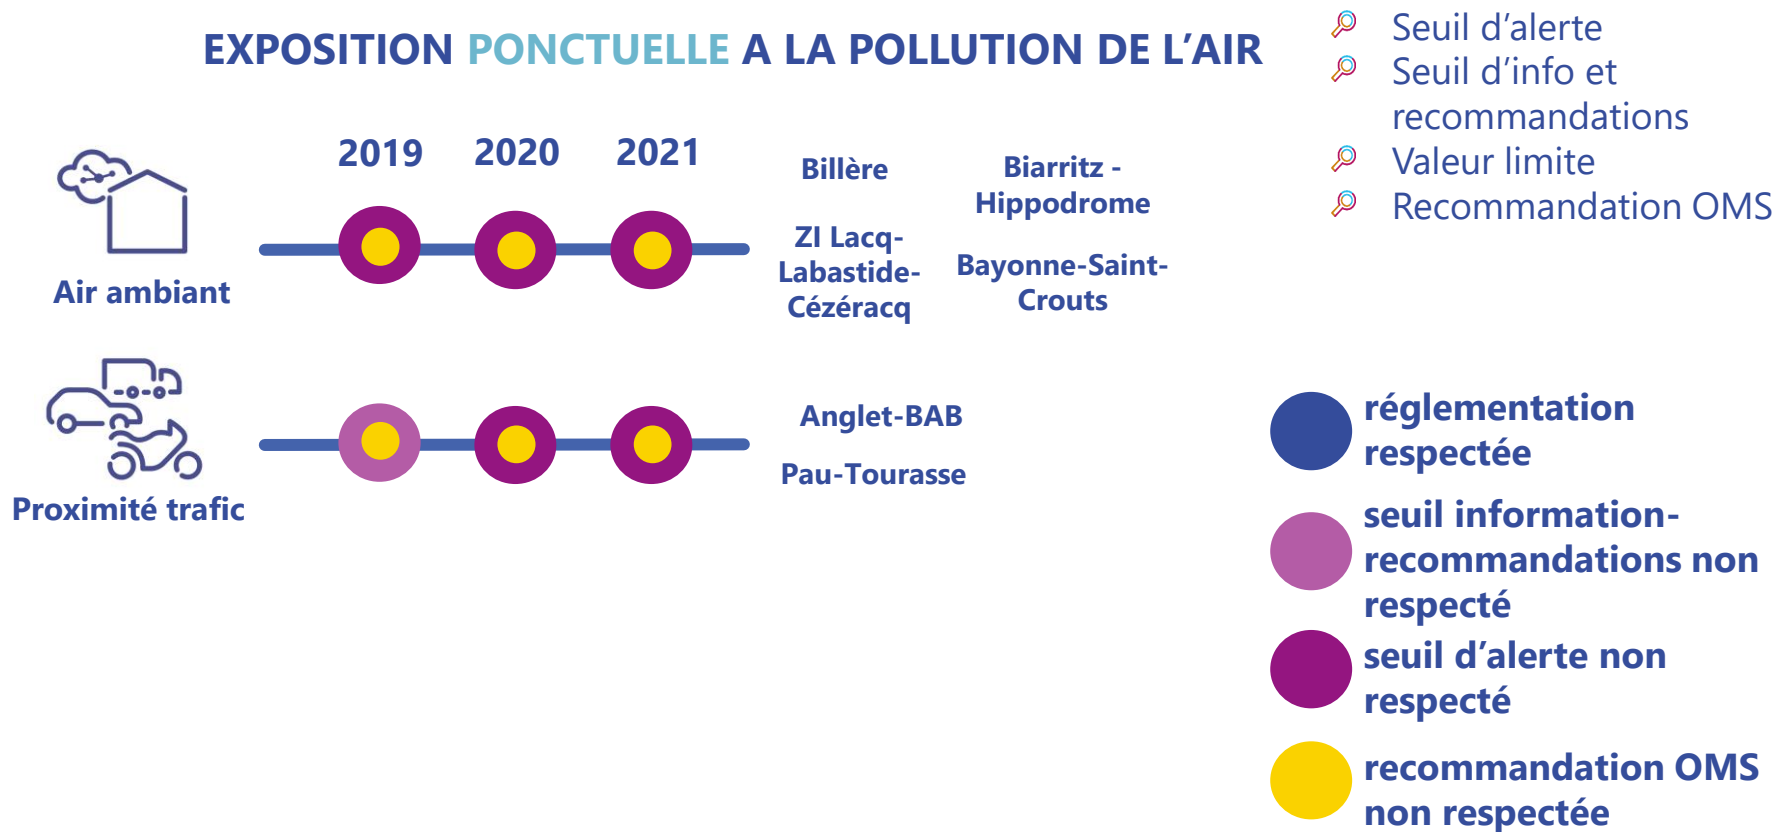 EXPOSITION PONCTUELLE A LA POLLUTION DE L’AIR
Seuil d’alerte
Seuil d’info et
recommandations
Valeur limite
Recommandation OMS
2019
2020
2021
Air ambiant
Billère
Biarritz -
Hippodrome
ZI Lacq-
Labastide-
Cézéracq
Bayonne-Saint-
Crouts
Proximité trafic
Anglet-BAB
Pau-Tourasse
réglementation
respectée
seuil information-
recommandations non
respecté
seuil d’alerte non
respecté
recommandation OMS
non respectée